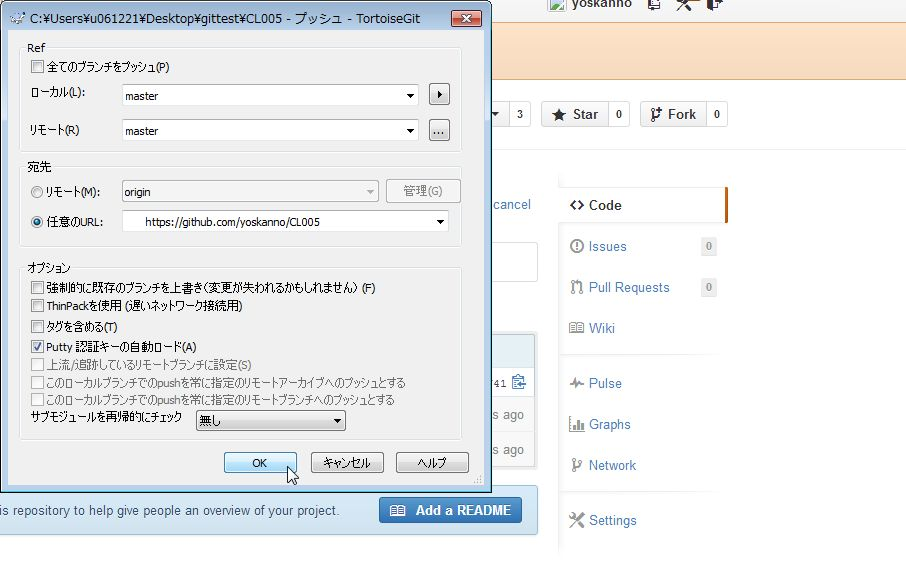 C:¥Users¥u061221¥Desktop¥gittest¥CL005 - プッシュ - TortoiseGit
Ref
全てのブランチをプッシュ(P)
ローカル(L):
master
リモート(R)
master
...
宛先
リモート(M):
origin
管理(G)
任意のURL:
https://github.com/yoskanno/CL005
オプション
強制的に既存のブランチを上書き(変更が失われるかもしれません) (F)
ThinPackを使用 (遅いネットワーク接続用)
タグを含める(T)
Putty 認証キーの自動ロード(A)
上流/追跡しているリモートブランチに設定(S)
このローカルブランチでのpushを常に指定のリモートアーカイブへのプッシュとする
このローカルブランチでのpushを常に指定のリモートブランチへのプッシュとする
サブモジュールを再帰的にチェック
無し
OK
キャンセル
ヘルプ
yoskanno
3
Star
0
Fork
0
cancel
Code
Issues
0
Pull Requests
0
Wiki
41
s ago
s ago
Pulse
Graphs
Network
Settings
is repository to help give people an overview of your project.
Add a README